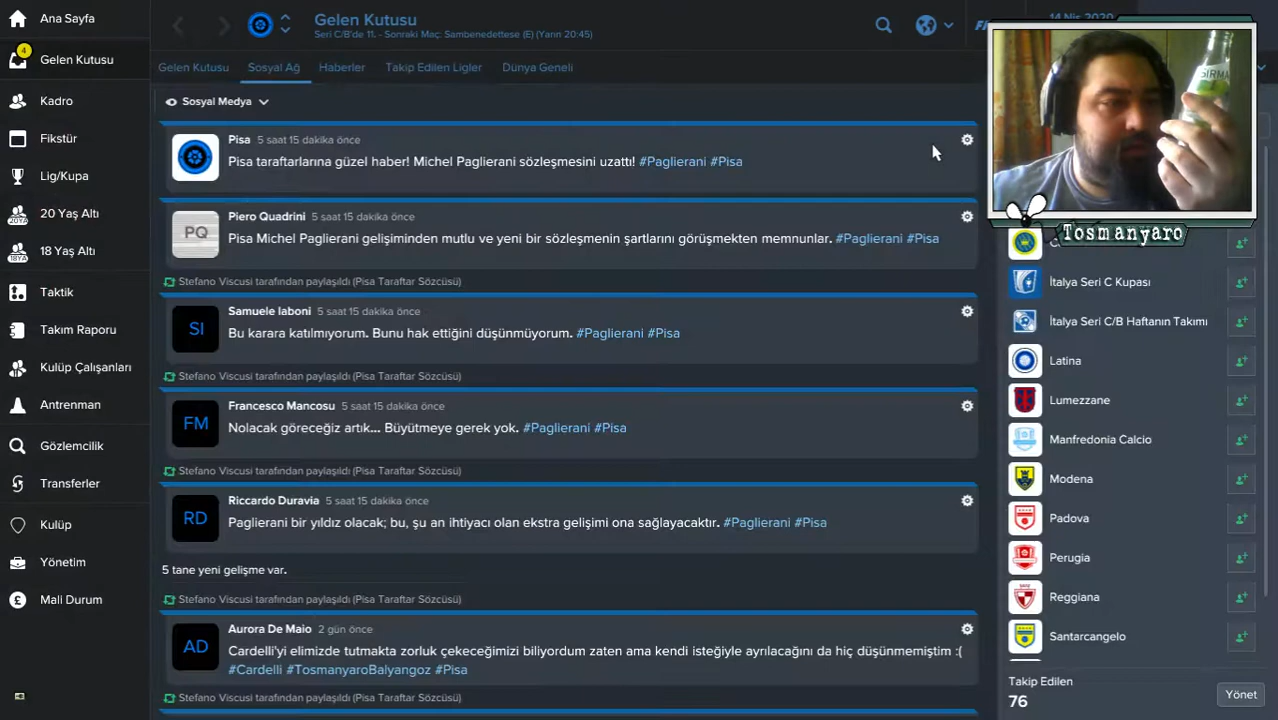 Ana Sayfa
4
Gelen Kutusu
Kadro
Fikstür
Lig/Kupa
20 Yaş Altı
18 Yaş Altı
Taktik
Takım Raporu
Kulüp Çalışanları
Antrenman
Gözlemcilik
Transferler
Kulüp
Yönetim
Mali Durum
Gelen Kutusu
Seri C/B'de 11. - Sonraki Maç: Sambenedettese (E) (Yarın 20:45)
14 Nis 2020
Gelen Kutusu Sosyal Ağ Haberler Takip Edilen Ligler Dünya Geneli
Sosyal Medya
Pisa 5 saat 15 dakika önce
Pisa taraftarlarına güzel haber! Michel Paglierani sözleşmesini uzattı! #Paglierani #Pisa
PQ
Piero Quadrini 5 saat 15 dakika önce
Pisa Michel Paglierani gelişiminden mutlu ve yeni bir sözleşmenin şartlarını görüşmekten memnunlar. #Paglierani #Pisa
Stefano Viscusi tarafından paylaşıldı (Pisa Taraftar Sözcüsü)
SI
Samuele Iaboni 5 saat 15 dakika önce
Bu karara katılmıyorum. Bunu hak ettiğini düşünmüyorum. #Paglierani #Pisa
Stefano Viscusi tarafından paylaşıldı (Pisa Taraftar Sözcüsü)
FM
Francesco Mancosu 5 saat 15 dakika önce
Nolacak göreceğiz artık... Büyütmeye gerek yok. #Paglierani #Pisa
Stefano Viscusi tarafından paylaşıldı (Pisa Taraftar Sözcüsü)
RD
Riccardo Duravia 5 saat 15 dakika önce
Paglierani bir yıldız olacak; bu, şu an ihtiyacı olan ekstra gelişimi ona sağlayacaktır. #Paglierani #Pisa
5 tane yeni gelişme var.
Stefano Viscusi tarafından paylaşıldı (Pisa Taraftar Sözcüsü)
AD
Aurora De Maio 2 gün önce
Cardelli'yi elimizde tutmakta zorluk çekeceğimizi biliyordum zaten ama kendi isteğiyle ayrılacağını da hiç düşünmemiştim :(
#Cardelli #TosmanyaroBalyangoz #Pisa
Stefano Viscusi tarafından paylaşıldı (Pisa Taraftar Sözcüsü)
Tosmanyaro
İtalya Seri C Kupası
İtalya Seri C/B Haftanın Takımı
Latina
Lumezzane
Manfredonia Calcio
Modena
Padova
Perugia
Reggiana
Santarcangelo
Takip Edilen
76
Yönet